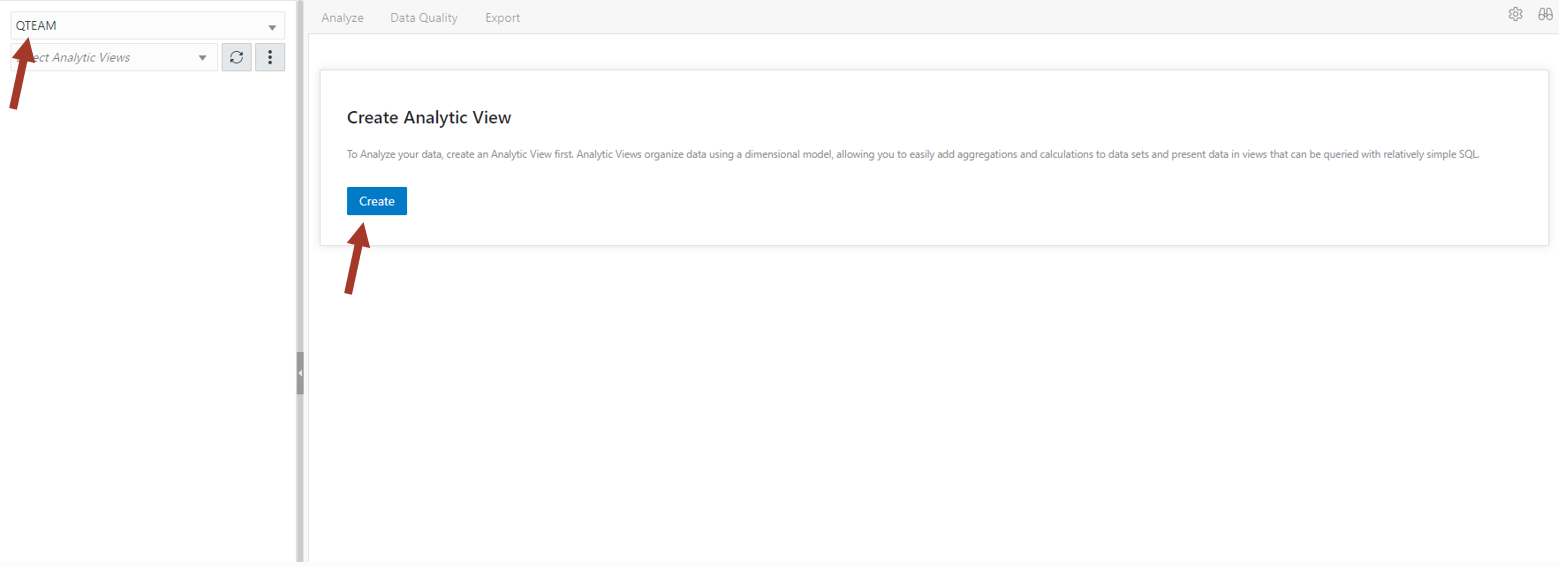 QTEAM
Analytic Views
Analyze Data Quality Export
Create Analytic View
To Analyze your data, create an Analytic View first. Analytic Views organize data using a dimensional model, allowing you to easily add aggregations and calculations to data sets and present data in views that can be queried with relatively simple SQL.
Create